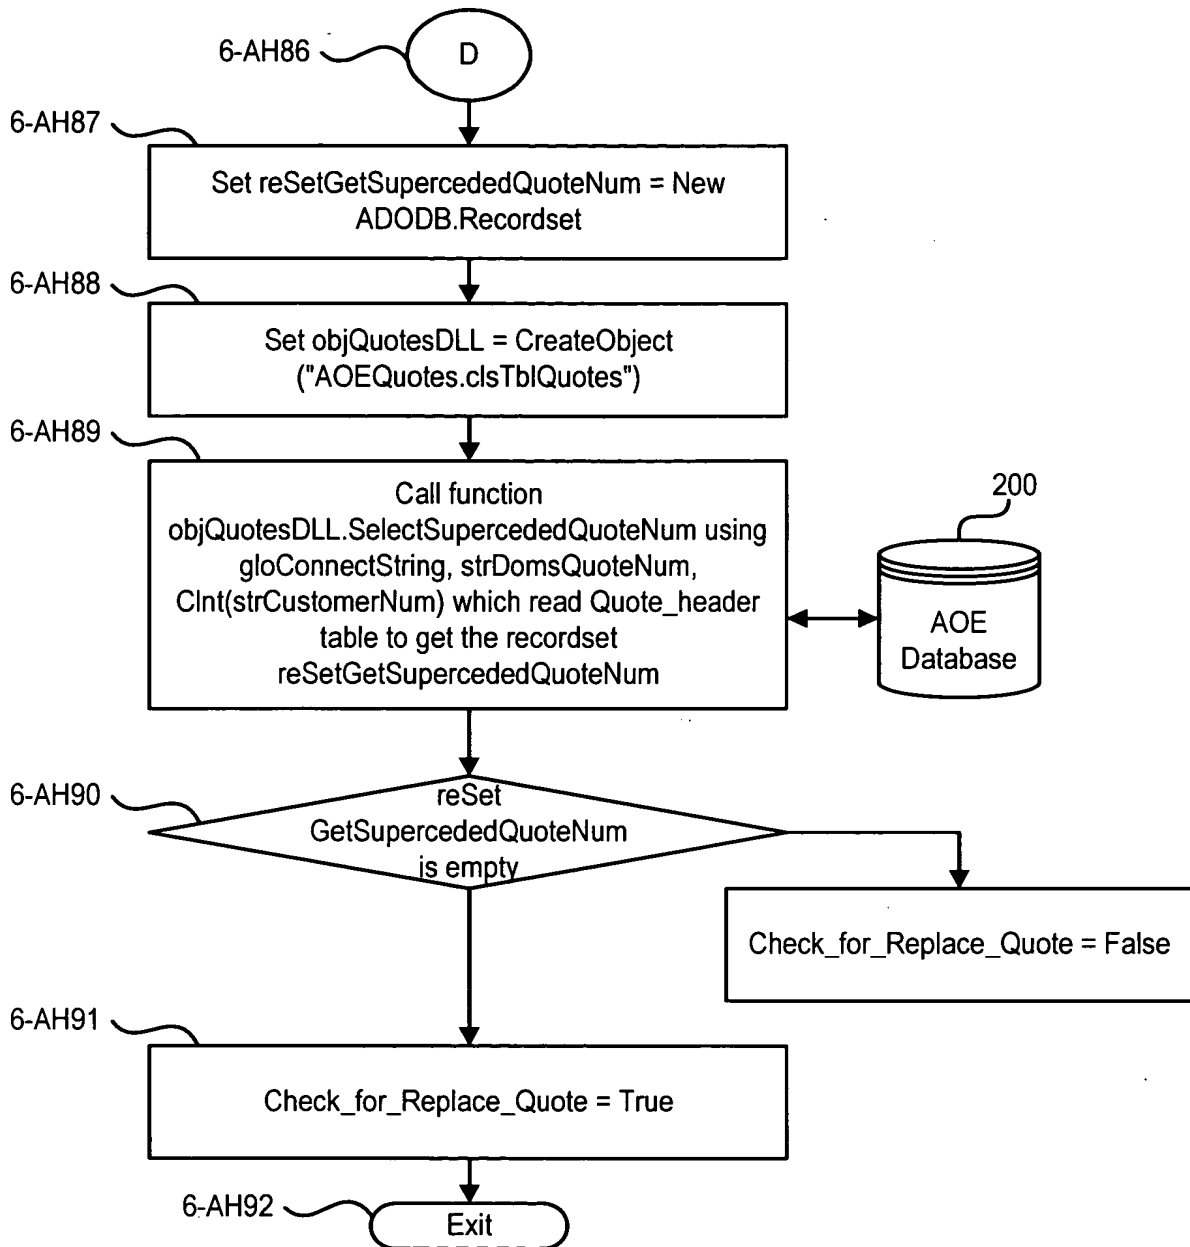 6-AH86
D
6-AH87
Set reSetGetSupercededQuoteNum = New
ADODB.Recordset
6-AH88
Set objQuotesDLL = CreateObject
("AOEQuotes.clsTblQuotes")
6-AH89
Call function
objQuotesDLL.SelectSupercededQuoteNum using
gloConnectString, strDomsQuoteNum,
CInt(strCustomerNum) which read Quote_header
table to get the recordset
reSetGetSupercededQuoteNum
200
AOE
Database
6-AH90
reSet
GetSupercededQuoteNum
is empty
Check_for_Replace_Quote = False
6-AH91
Check_for_Replace_Quote = True
6-AH92
Exit